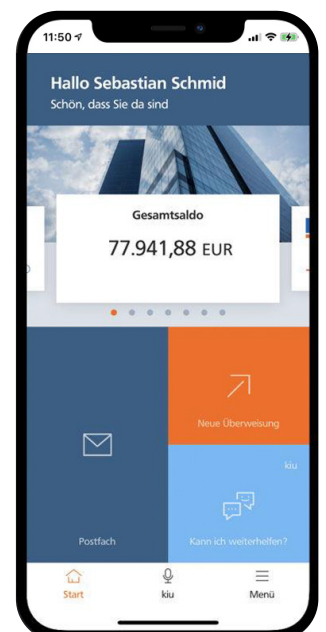 11:50
Hallo Sebastian Schmid
Schön, dass Sie da sind
Gesamtsaldo
77.941,88 EUR
Neue Überweisung
kiu
Postfach
Kann ich weiterhelfen?
Start
kiu
Menü